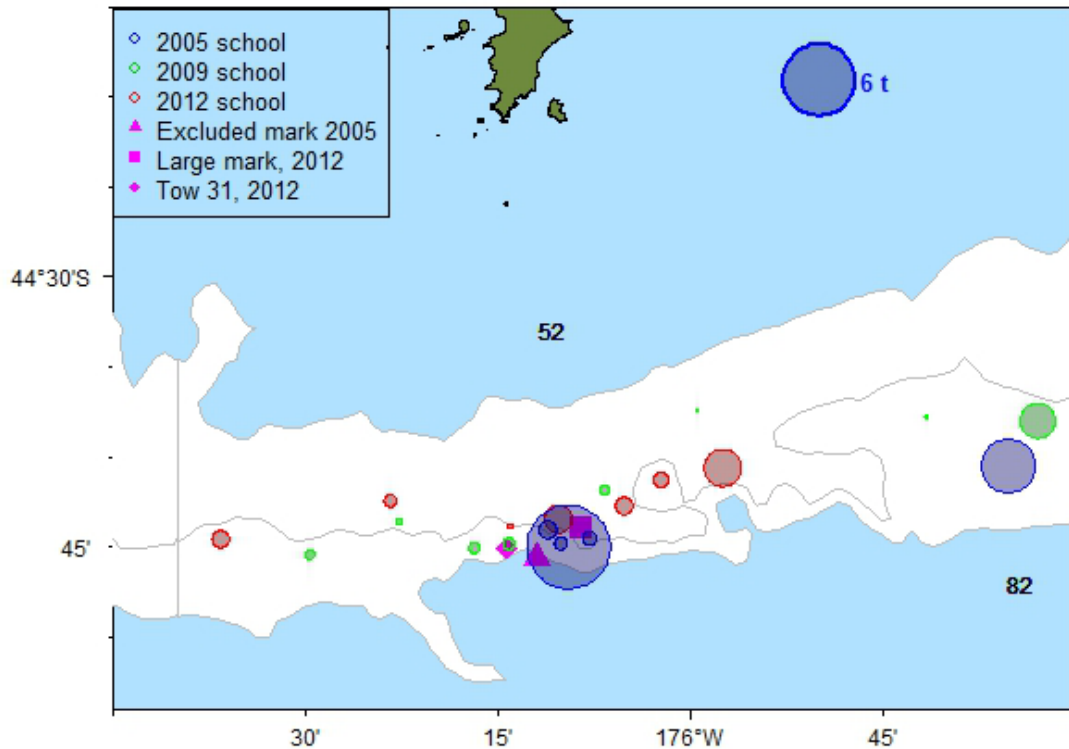 2005 school
2009 school
2012 school
Excluded mark 2005
Large mark, 2012
Tow 31, 2012
6 t
44°30'S
52
45'
82
30'
15'
176°W
45'